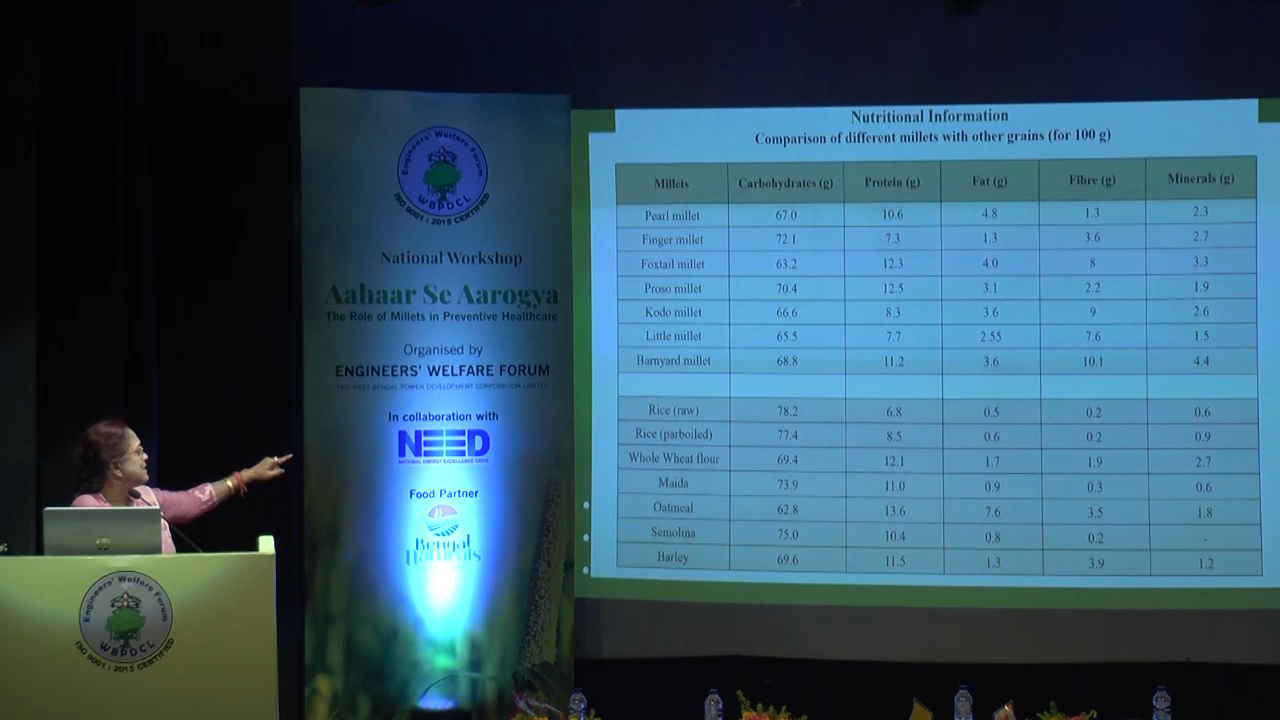 Engineers' Welfare Forum
WBPDCL
ISO 9001 : 2015 CERTIFIED
National Workshop
Aahaar Se Aarogya
The Role of Millets in Preventive Healthcare
Organised by
ENGINEERS' WELFARE FORUM
THE WEST BENGAL POWER DEVELOPMENT CORPORATION LIMITED
In collaboration with
NEED
NATIONAL ENERGY EXCELLENCE DRIVE
Food Partner
Bengal
Naturals
Nutritional Information
Comparison of different millets with other grains (for 100 g)
Millets Carbohydrates (g) Protein (g) Fat (g) Fibre (g) Minerals (g)
Pearl millet 67.0 10.6 4.8 1.3 2.3
Finger millet 72.1 7.3 1.3 3.6 2.7
Foxtail millet 63.2 12.3 4.0 8 3.3
Proso millet 70.4 12.5 3.1 2.2 1.9
Kodo millet 66.6 8.3 3.6 9 2.6
Little millet 65.5 7.7 2.55 7.6 1.5
Barnyard millet 68.8 11.2 3.6 10.1 4.4
Rice (raw) 78.2 6.8 0.5 0.2 0.6
Rice (parboiled) 77.4 8.5 0.6 0.2 0.9
Whole Wheat flour 69.4 12.1 1.7 1.9 2.7
Maida 73.9 11.0 0.9 0.3 0.6
Oatmeal 62.8 13.6 7.6 3.5 1.8
Semolina 75.0 10.4 0.8 0.2 -
Barley 69.6 11.5 1.3 3.9 1.2
Engineers' Welfare Forum
WBPDCL
ISO 9001 : 2015 CERTIFIED